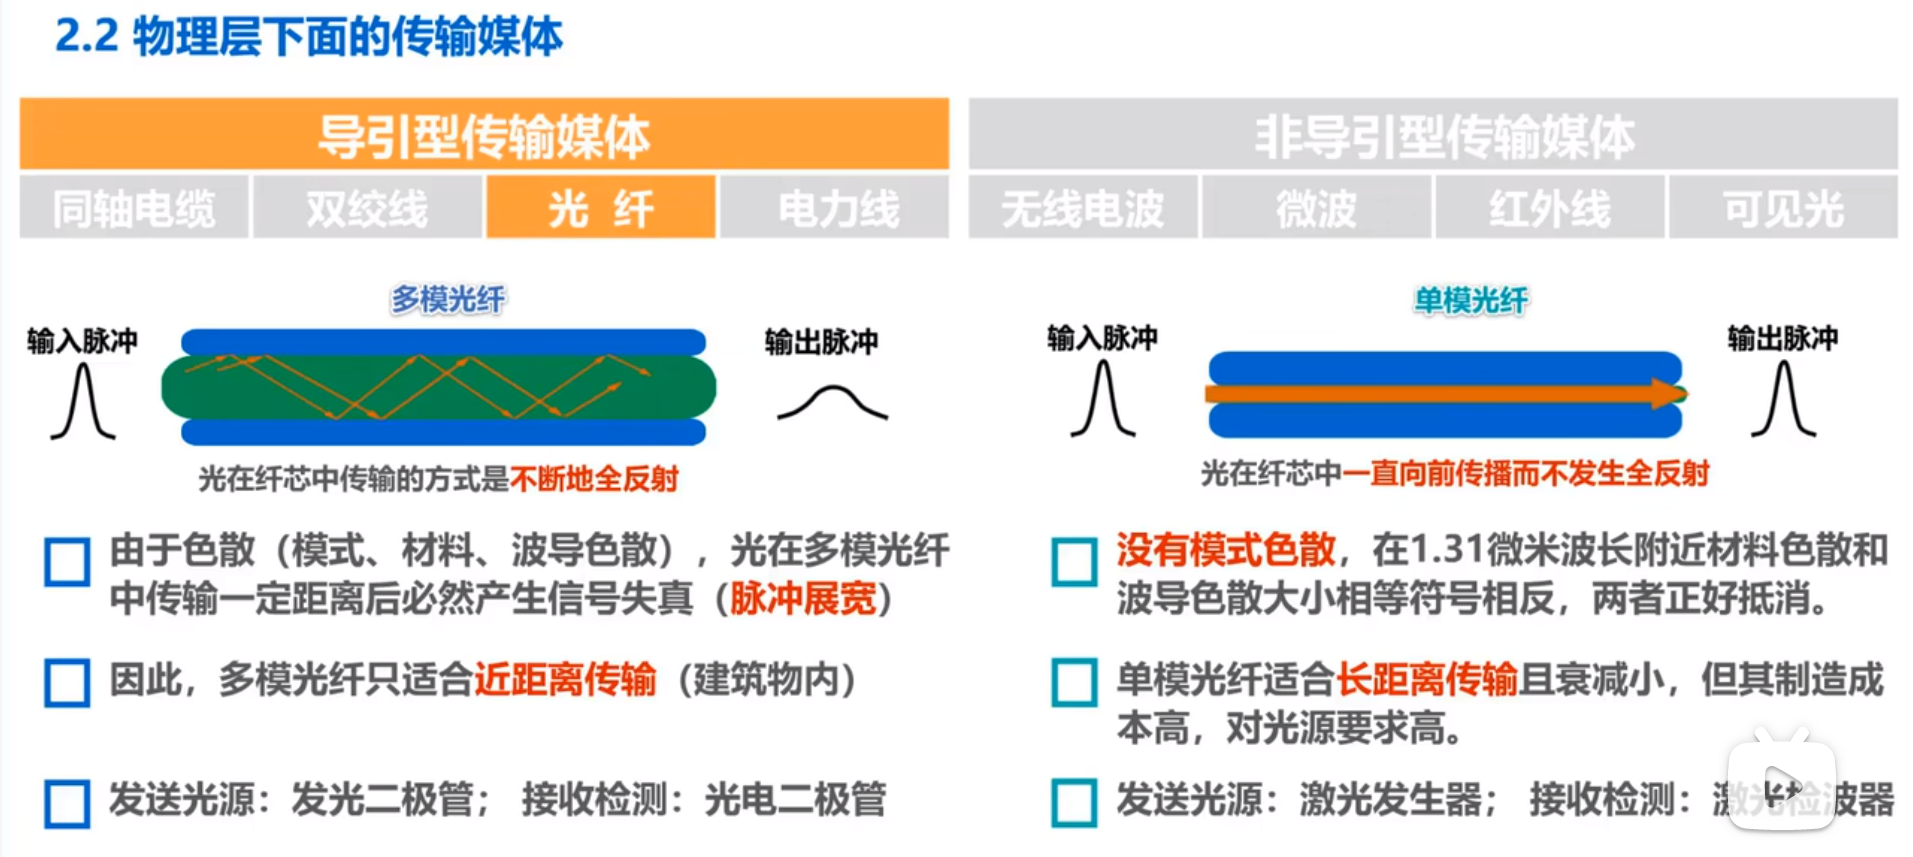 2.2 物理层下面的传输媒体
导引型传输媒体
非导引型传输媒体
同轴电缆
双绞线
光 纤
电力线
无线电波
微波
红外线
可见光
多模光纤
输入脉冲
输出脉冲
光在纤芯中传输的方式是不断地全反射
由于色散（模式、材料、波导色散），光在多模光纤
中传输一定距离后必然产生信号失真（脉冲展宽）
因此，多模光纤只适合近距离传输（建筑物内）
发送光源：发光二极管； 接收检测：光电二极管
单模光纤
输入脉冲
输出脉冲
光在纤芯中一直向前传播而不发生全反射
没有模式色散，在1.31微米波长附近材料色散和
波导色散大小相等符号相反，两者正好抵消。
单模光纤适合长距离传输且衰减小，但其制造成
本高，对光源要求高。
发送光源：激光发生器； 接收检测：激光检波器